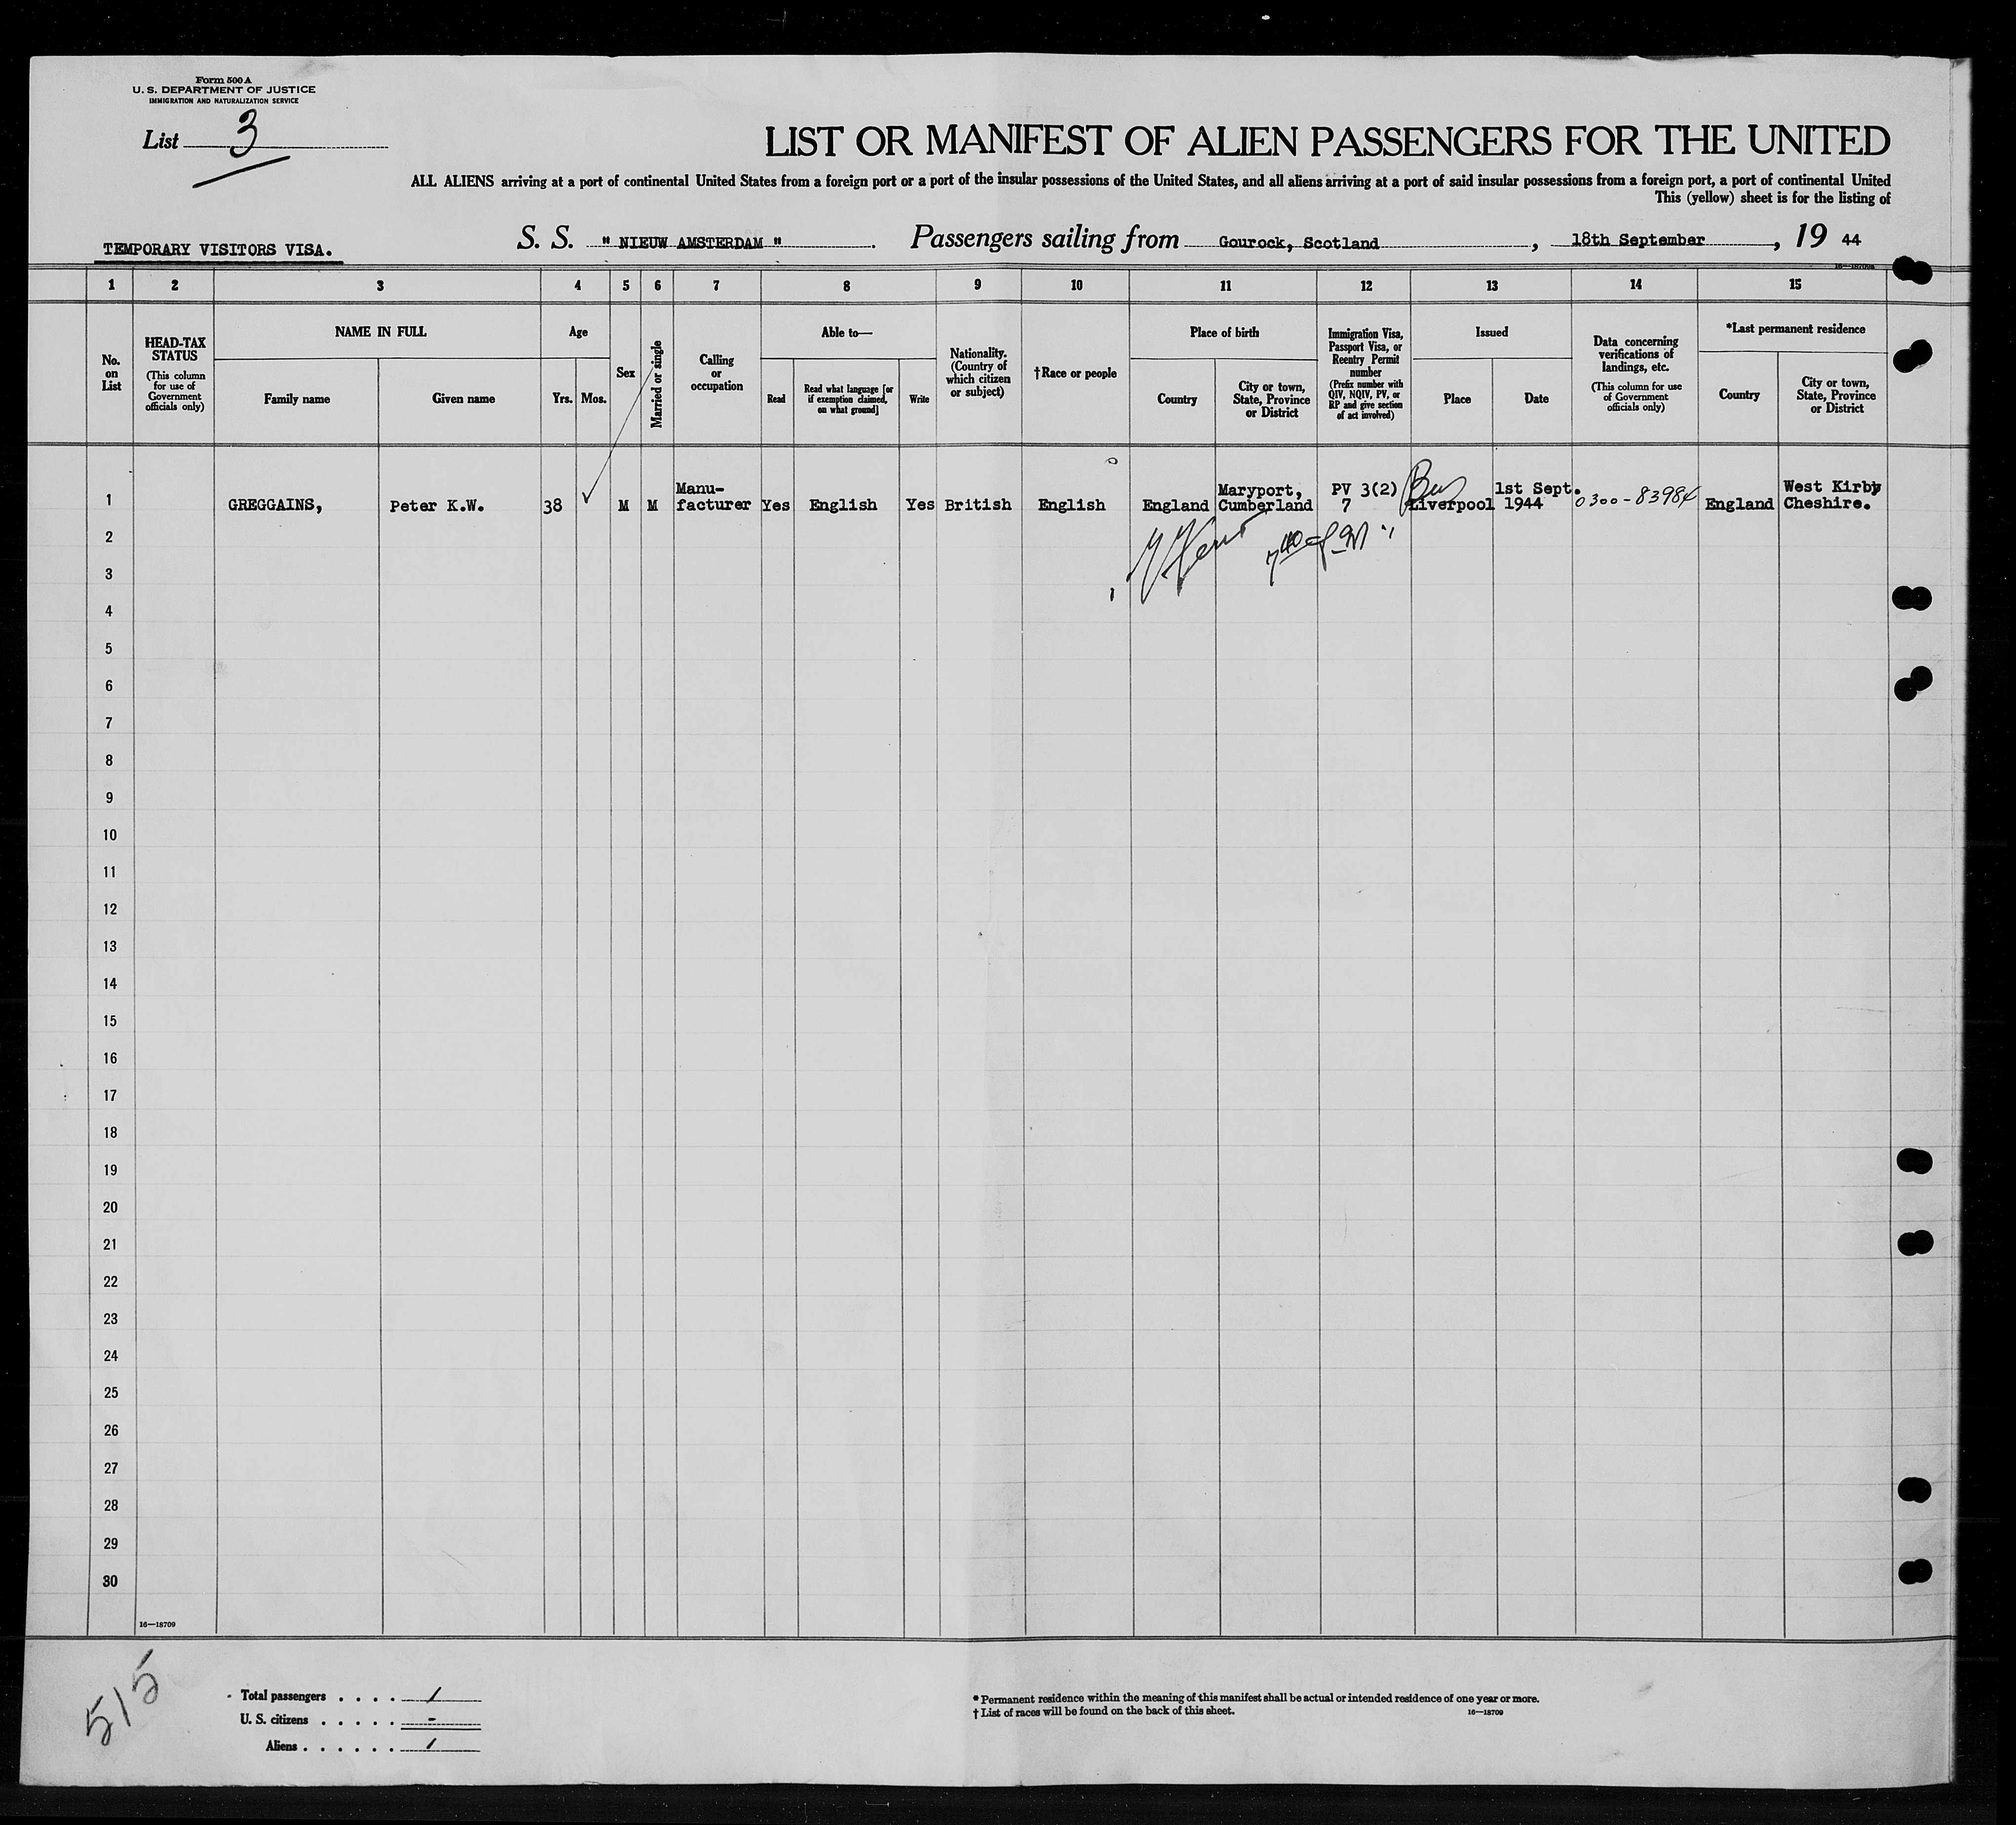 Form 500 A
U. S. DEPARTMENT OF JUSTICE
IMMIGRATION AND NATURALIZATION SERVICE
List 3
LIST OR MANIFEST OF ALIEN PASSENGERS FOR THE UNITED
ALL ALIENS arriving at a port of continental United States from a foreign port or a port of the insular possessions of the United States, and all aliens arriving at a port of said insular possessions from a foreign port, a port of continental United
This (yellow) sheet is for the listing of
TEMPORARY VISITORS VISA.
S. S. " NIEUW AMSTERDAM " . Passengers sailing from Gourock, Scotland , 18th September , 19 44
1 2 3 4 5 6 7 8 9 10 11 12 13 14 15
No. on List
HEAD-TAX STATUS
(This column for use of Government officials only)
NAME IN FULL
Family name
Given name
Age
Yrs.
Mos.
Sex
Married or single
Calling or occupation
Able to—
Read
Read what language [or if exemption claimed, on what ground]
Write
Nationality. (Country of which citizen or subject)
†Race or people
Place of birth
Country
City or town, State, Province or District
Immigration Visa, Passport Visa, or Reentry Permit number
(Prefix number with QIV, NQIV, PV, or RP and give section of act involved)
Issued
Place
Date
Data concerning verifications of landings, etc.
(This column for use of Government officials only)
*Last permanent residence
Country
City or town, State, Province or District
1 GREGGAINS, Peter K.W. 38 M M Manu-facturer Yes English Yes British English England Maryport, Cumberland PV 3(2) 7 Liverpool 1st Sept. 1944 0300-83984 England West Kirby Cheshire.
2
3
4
5
6
7
8
9
10
11
12
13
14
15
16
17
18
19
20
21
22
23
24
25
26
27
28
29
30
16—18709
515
Total passengers . . . . 1
U. S. citizens . . . . . -
Aliens . . . . . . 1
* Permanent residence within the meaning of this manifest shall be actual or intended residence of one year or more.
† List of races will be found on the back of this sheet.
16—18709